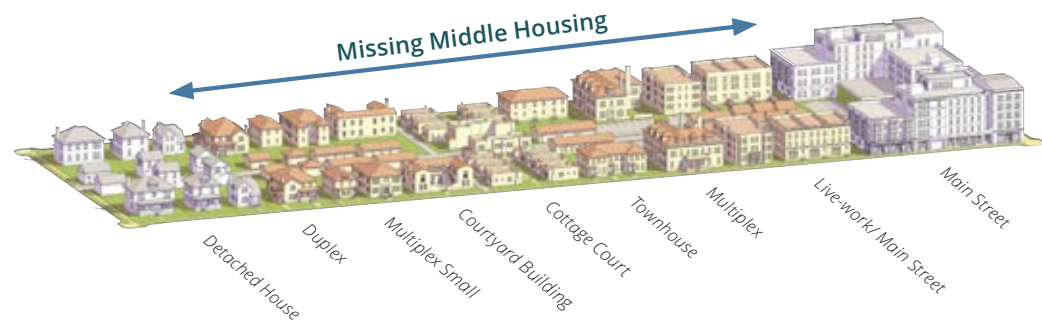 Missing Middle Housing
Detached House
Duplex
Multiplex Small
Courtyard Building
Cottage Court
Townhouse
Multiplex
Live-work/ Main Street
Main Street